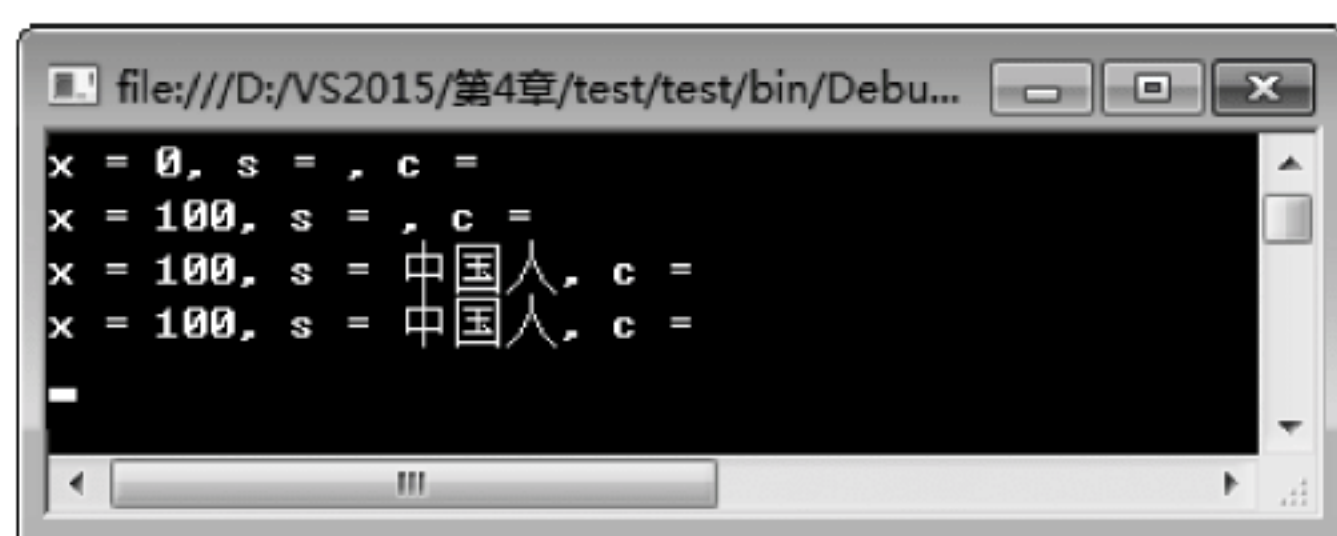 file:///D:/VS2015/第4章/test/test/bin/Debu...
x = 0, s = , c =
x = 100, s = , c =
x = 100, s = 中国人, c =
x = 100, s = 中国人, c =